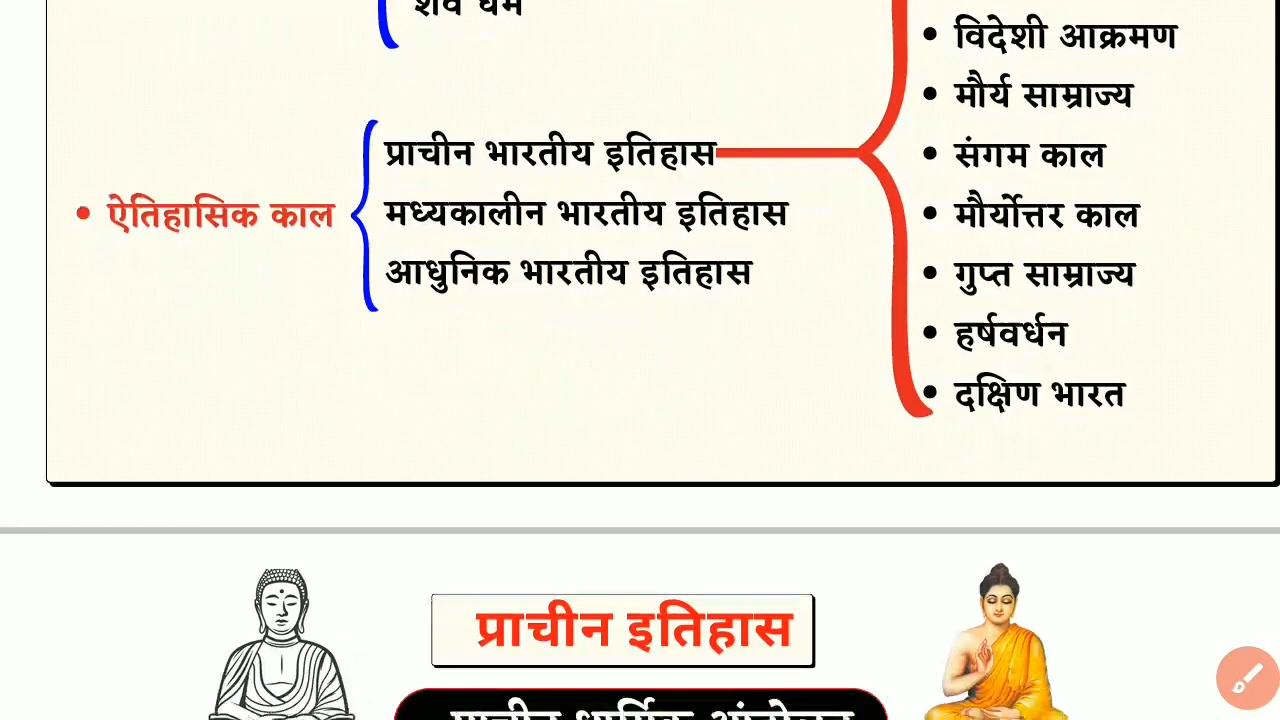 शैव धर्म
• विदेशी आक्रमण
• मौर्य साम्राज्य
प्राचीन भारतीय इतिहास
• संगम काल
• ऐतिहासिक काल
मध्यकालीन भारतीय इतिहास
• मौर्योत्तर काल
आधुनिक भारतीय इतिहास
• गुप्त साम्राज्य
• हर्षवर्धन
• दक्षिण भारत
प्राचीन इतिहास
प्राचीन धार्मिक आंदोलन